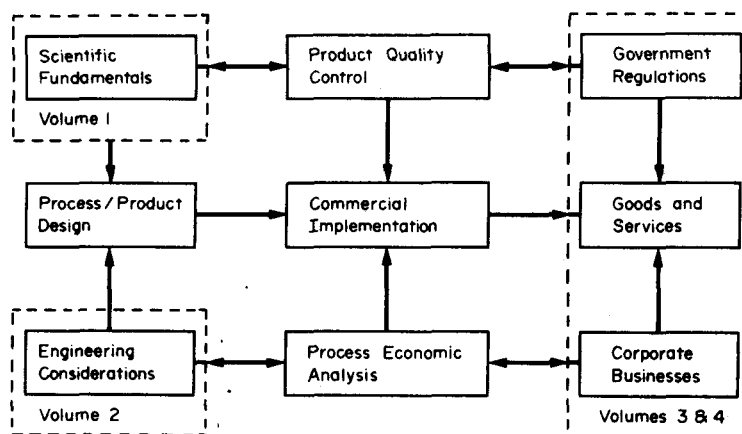 Scientific
Fundamentals
Volume 1
Product Quality
Control
Government
Regulations
Process/Product
Design
Commercial
Implementation
Goods and
Services
Engineering
Considerations
Volume 2
Process Economic
Analysis
Corporate
Businesses
Volumes 3 & 4